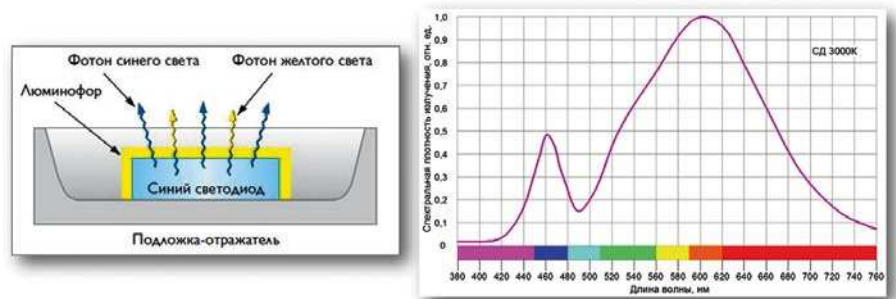 Фотон синего света
Фотон желтого света
Люминофор
Синий светодиод
Подложка-отражатель
Спектральная плотность излучения, отн. ед.
1,0
0,9
0,8
0,7
0,6
0,5
0,4
0,3
0,2
0,1
0
СД 3000К
380 400 420 440 460 480 500 520 540 560 580 600 620 640 660 680 700 720 740 760
Длина волны, нм